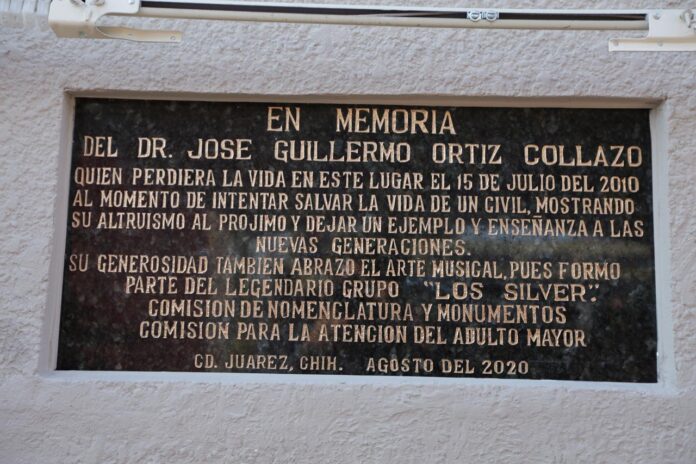 EN MEMORIA
DEL DR. JOSE GUILLERMO ORTIZ COLLAZO
QUIEN PERDIERA LA VIDA EN ESTE LUGAR EL 15 DE JULIO DEL 2010
AL MOMENTO DE INTENTAR SALVAR LA VIDA DE UN CIVIL, MOSTRANDO
SU ALTRUISMO AL PROJIMO Y DEJAR UN EJEMPLO Y ENSEÑANZA A LAS
NUEVAS GENERACIONES.
SU GENEROSIDAD TAMBIEN ABRAZO EL ARTE MUSICAL, PUES FORMO
PARTE DEL LEGENDARIO GRUPO "LOS SILVER".
COMISION DE NOMENCLATURA Y MONUMENTOS
COMISION PARA LA ATENCION DEL ADULTO MAYOR
CD. JUAREZ, CHIH. AGOSTO DEL 2020